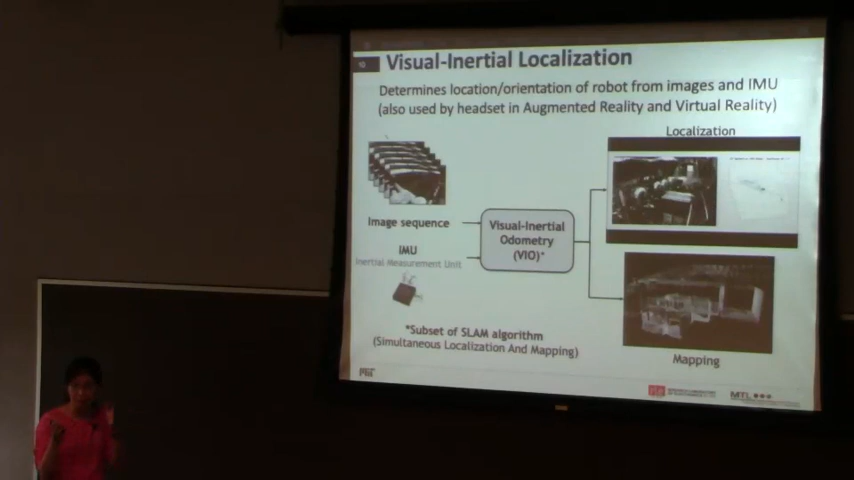 10
Visual-Inertial Localization
Determines location/orientation of robot from images and IMU
(also used by headset in Augmented Reality and Virtual Reality)
Localization
Image sequence
Visual-Inertial
Odometry
(VIO)*
IMU
Inertial Measurement Unit
*Subset of SLAM algorithm
(Simultaneous Localization And Mapping)
Mapping
MIT
MTL